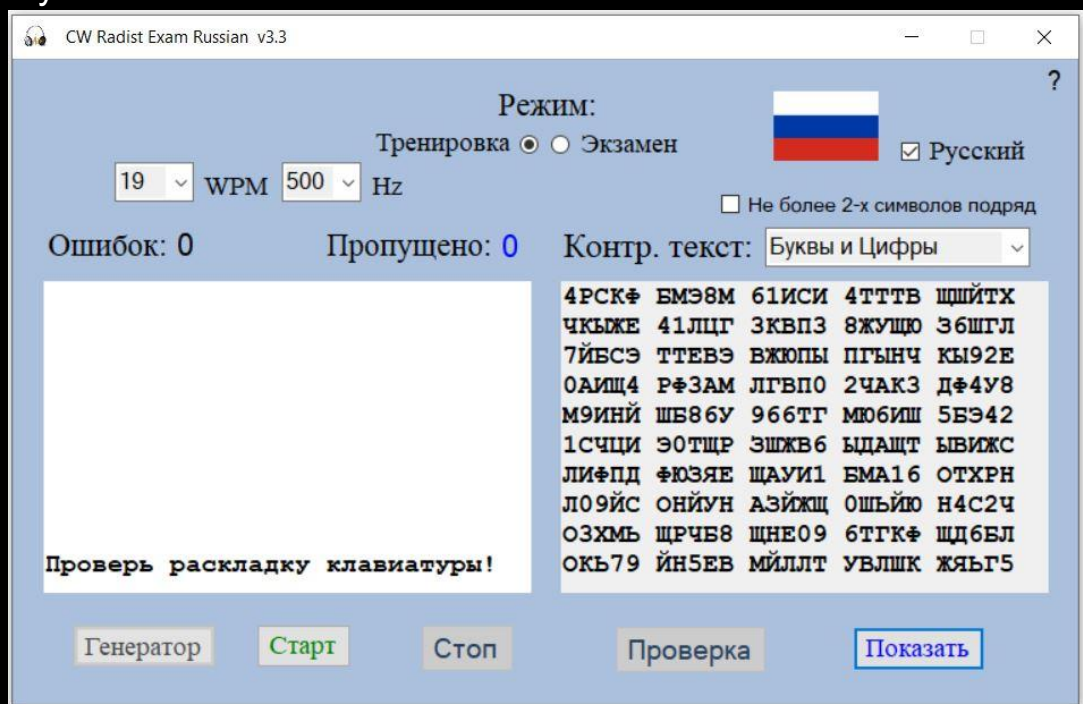 CW Radist Exam Russian v3.3
?
Режим:
Тренировка Экзамен
Русский
19 WPM 500 Hz
Не более 2-х символов подряд
Ошибок: 0 Пропущено: 0 Контр. текст: Буквы и Цифры
4РСКФ БМЭ8М 61ИСИ 4ТТТВ ЩШЙТХ
ЧКЫЖЕ 41ЛЦГ 3КВП3 8ЖУЩЮ 36ШГЛ
7ЙБСЭ ТТЕВЭ ВЖЮПЫ ПГЫНЧ КЫ92Е
0АИЩ4 РФ3АМ ЛГВП0 2ЧАК3 ДФ4У8
М9ИНЙ ШБ86У 966ТГ МЮ6ИШ 5БЭ42
1СЧЦИ Э0ТЩР ЗШЖВ6 ЫДАЩТ ЫВИЖС
ЛИФПД ФЮЗЯЕ ЩАУИ1 БМА16 ОТХРН
Л09ЙС ОНЙУН АЗЙЖЩ 0ШЬЙЮ Н4С2Ч
О3ХМЬ ЩРЧБ8 ЩНЕ09 6ТГКФ ЩД6БЛ
ОКЬ79 ЙН5ЕВ МЙЛЛТ УВЛШК ЖЯЬГ5
Проверь раскладку клавиатуры!
Генератор Старт Стоп Проверка Показать